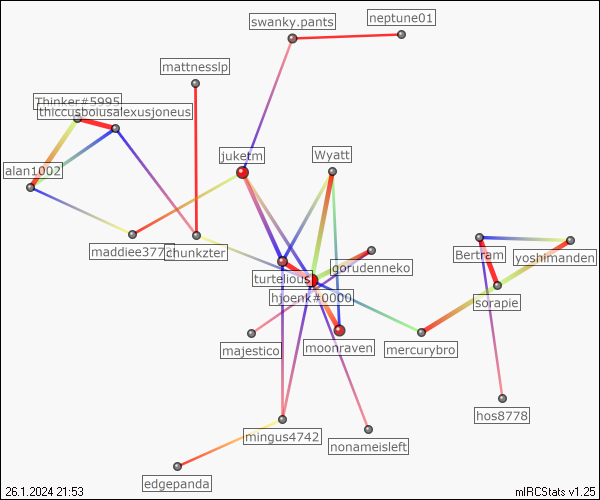 neptune01
swanky.pants
mattnesslp
Thinker#5995
thiccusboiusalexusjoneus
juketm
Wyatt
alan1002
maddiee377
chunkzter
gorudenneko
Bertram
yoshimanden
turtelious
hjoenk#0000
sorapie
majestico
moonraven
mercurybro
hos8778
mingus4742
nonameisleft
edgepanda
26.1.2024 21:53
mIRCStats v1.25